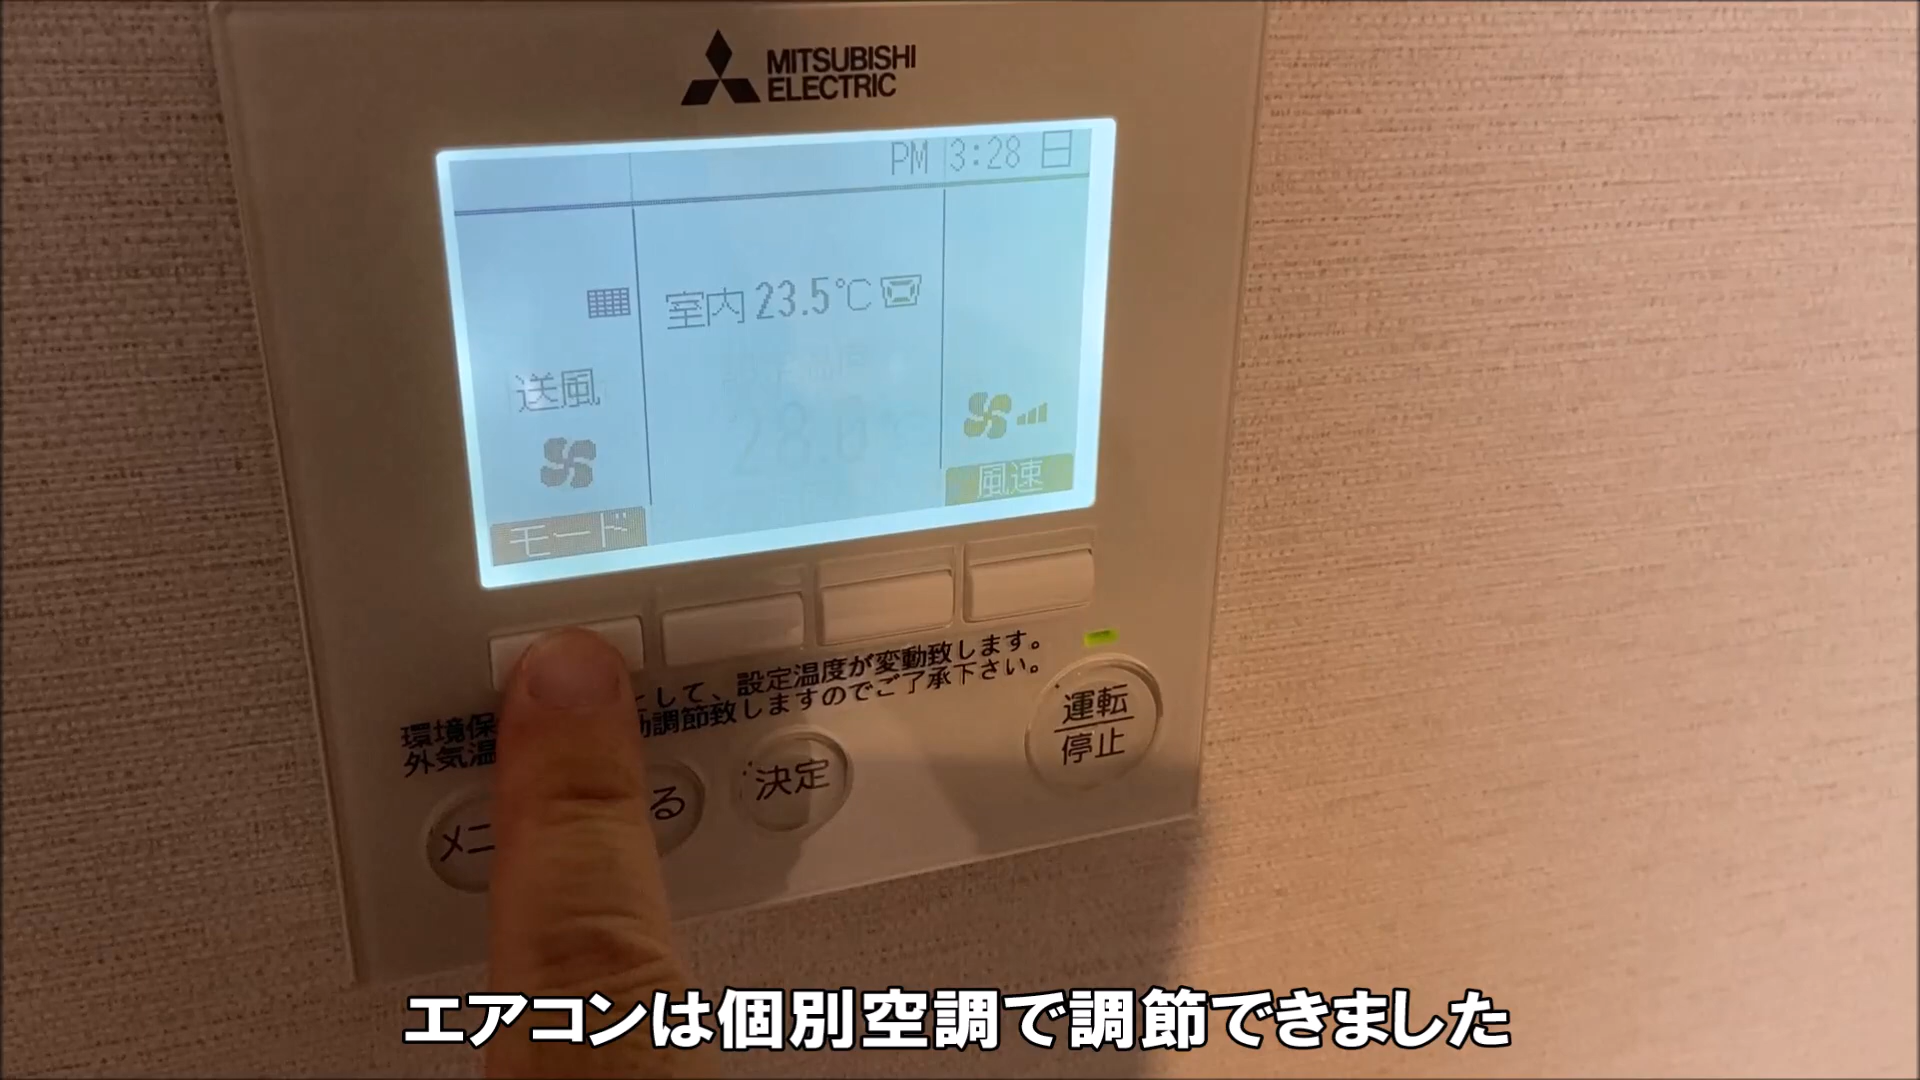 MITSUBISHI
ELECTRIC
PM 3:28 日
室内 23.5℃
送風
28.0
モード
風速
環境保 として、設定温度が変動致します。
外気温 動調節致しますのでご了承下さい。
運転
停止
メニ
る
決定
エアコンは個別空調で調節できました